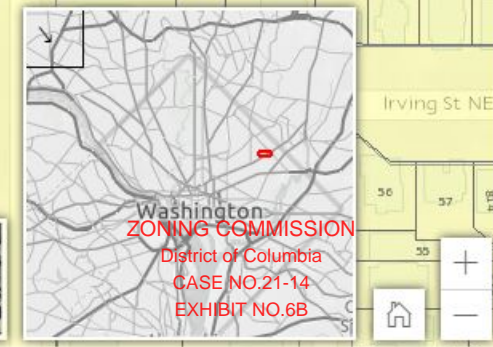 Irving St NE
56
57
55
Washington
ZONING COMMISSION
District of Columbia
CASE NO.21-14
EXHIBIT NO.6B